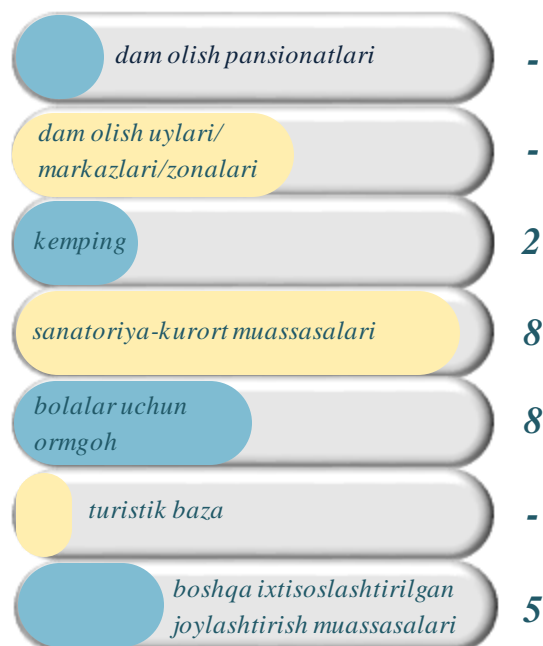 dam olish pansionatlari -
dam olish uylari/
markazlari/zonalari -
kemping 2
sanatoriya-kurort muassasalari 8
bolalar uchun
ormgoh 8
turistik baza -
boshqa ixtisoslashtirilgan
joylashtirish muassasalari 5